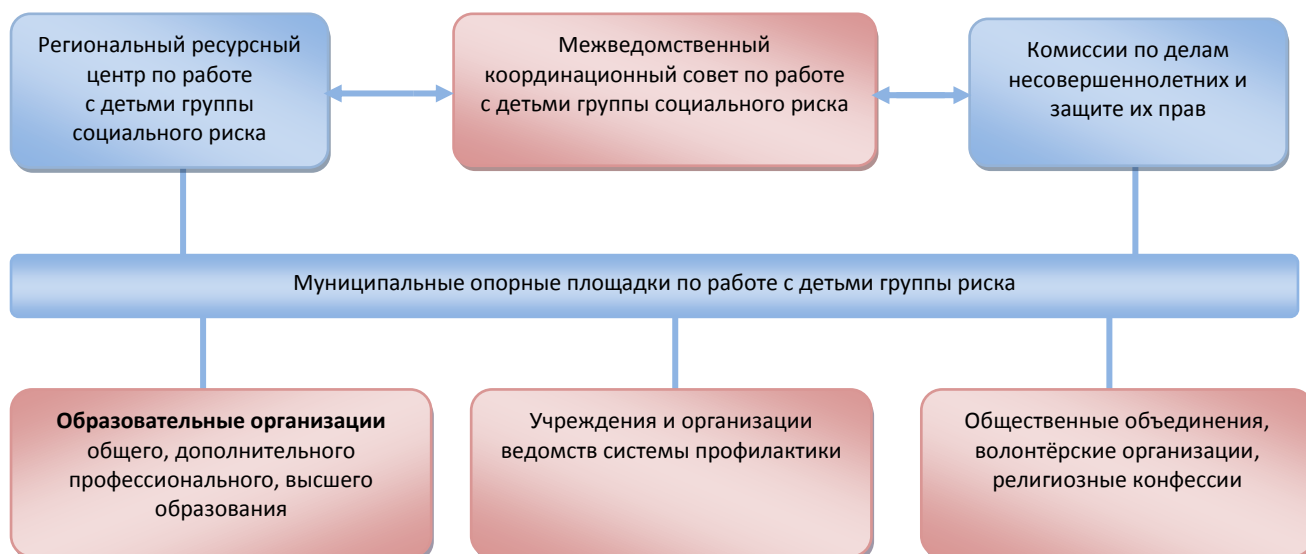 Региональный ресурсный
центр по работе
с детьми группы
социального риска
Межведомственный
координационный совет по работе
с детьми группы социального риска
Комиссии по делам
несовершеннолетних и
защите их прав
Муниципальные опорные площадки по работе с детьми группы риска
Образовательные организации
общего, дополнительного
профессионального, высшего
образования
Учреждения и организации
ведомств системы профилактики
Общественные объединения,
волонтёрские организации,
религиозные конфессии